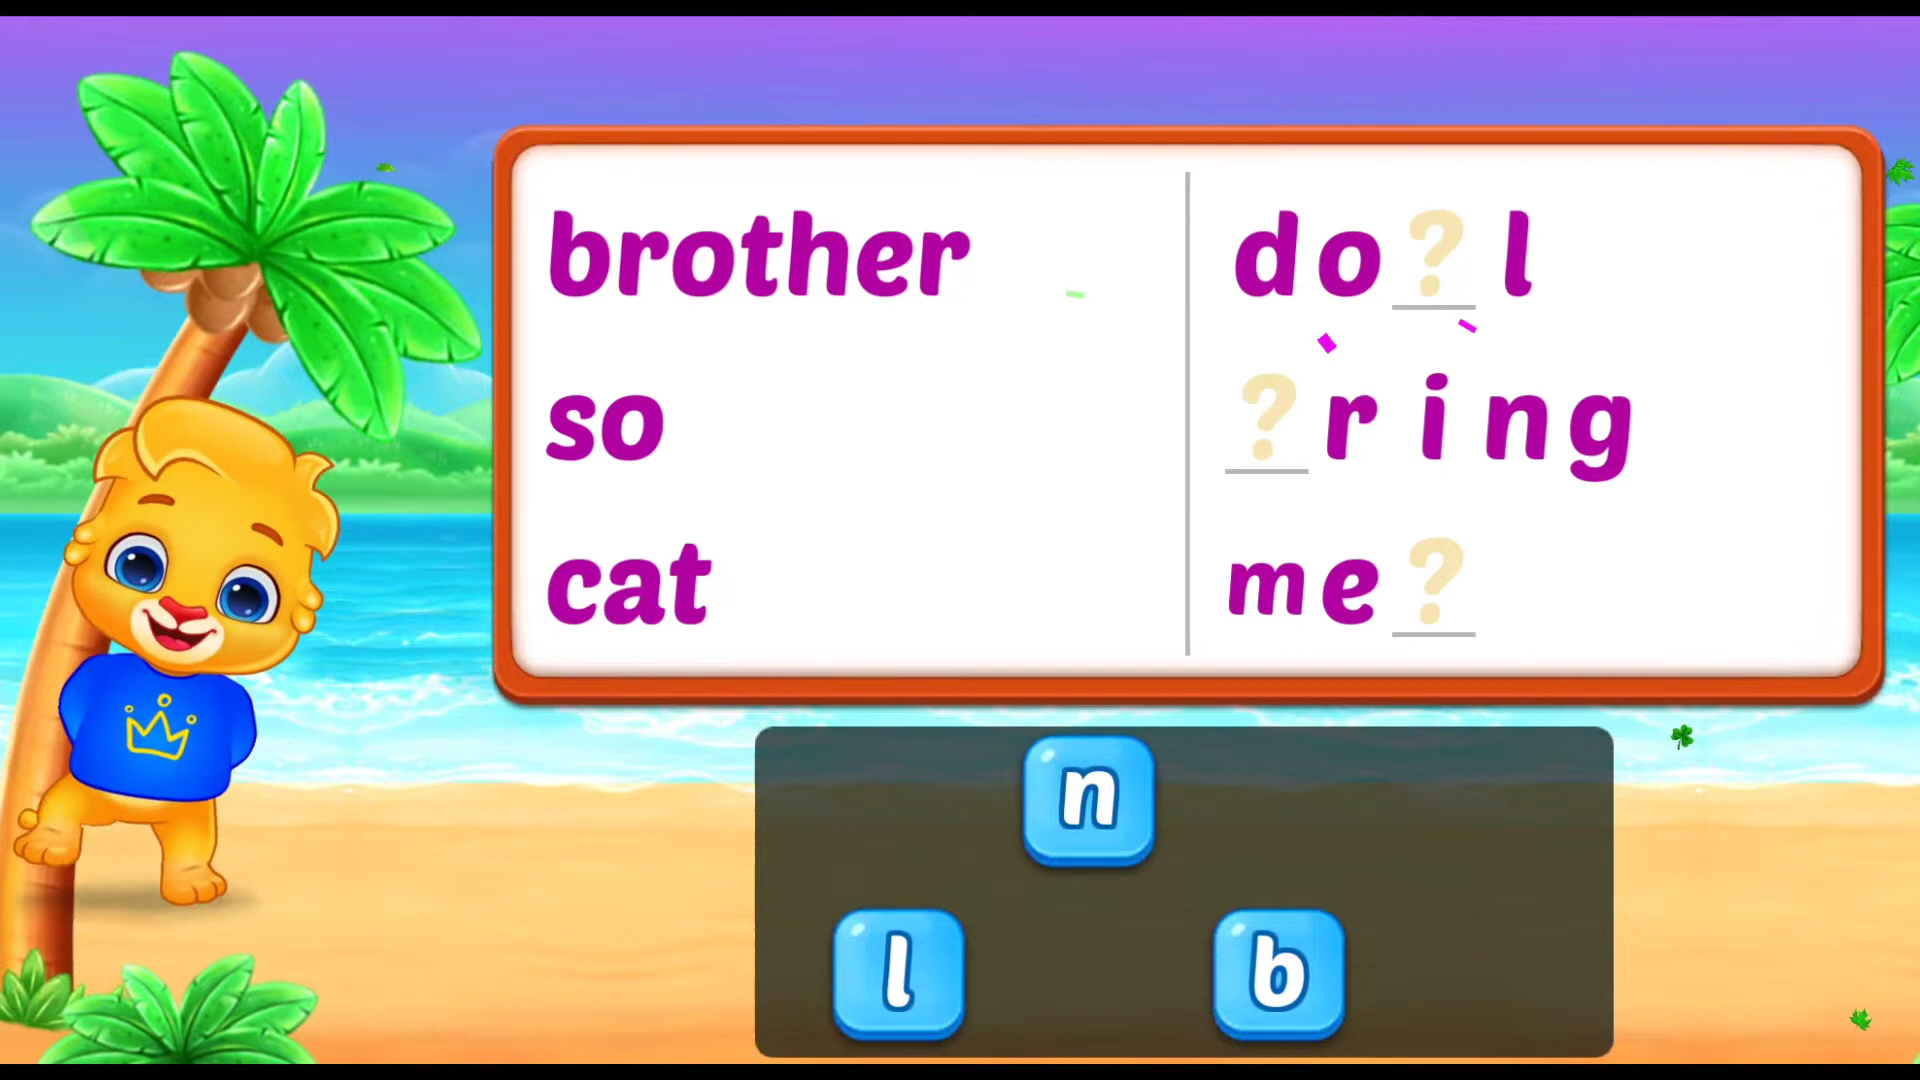 brother
so
cat
do?l
?ring
me?
n
l
b